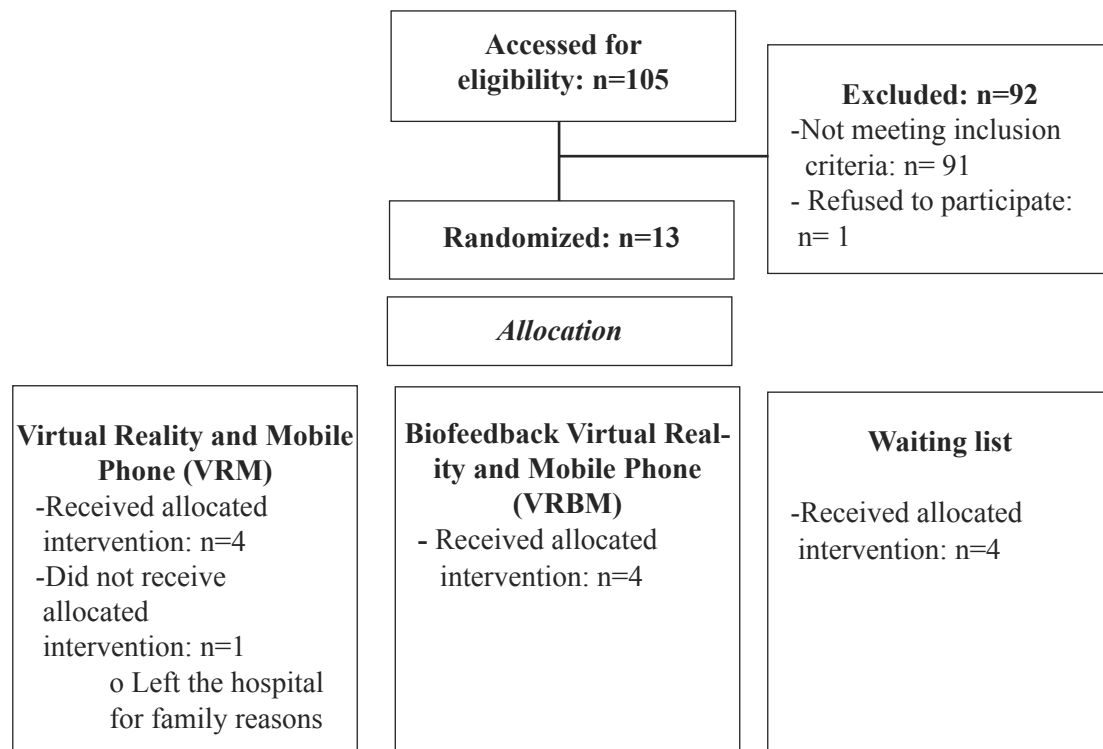 Accessed for
eligibility: n=105
Excluded: n=92
-Not meeting inclusion
criteria: n= 91
- Refused to participate:
n= 1
Randomized: n=13
Allocation
Virtual Reality and Mobile
Phone (VRM)
-Received allocated
intervention: n=4
-Did not receive
allocated
intervention: n=1
o Left the hospital
for family reasons
Biofeedback Virtual Real-
ity and Mobile Phone
(VRBM)
- Received allocated
intervention: n=4
Waiting list
-Received allocated
intervention: n=4